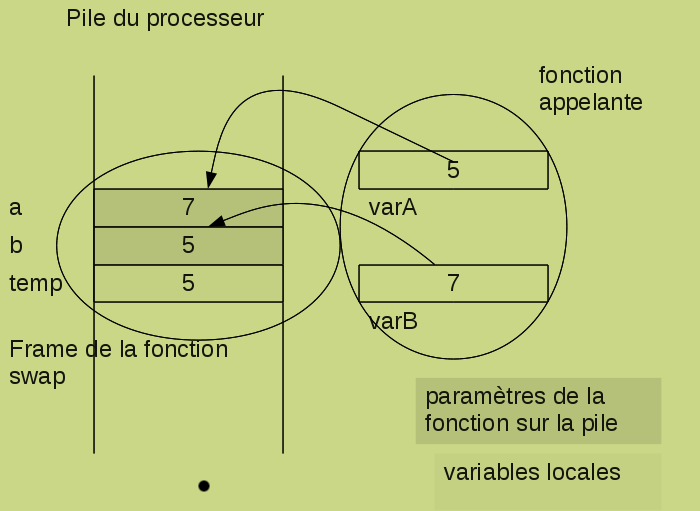 Pile du processeur
fonction
appelante
5
varA
a
7
b
5
temp
5
7
varB
Frame de la fonction
swap
paramètres de la
fonction sur la pile
variables locales